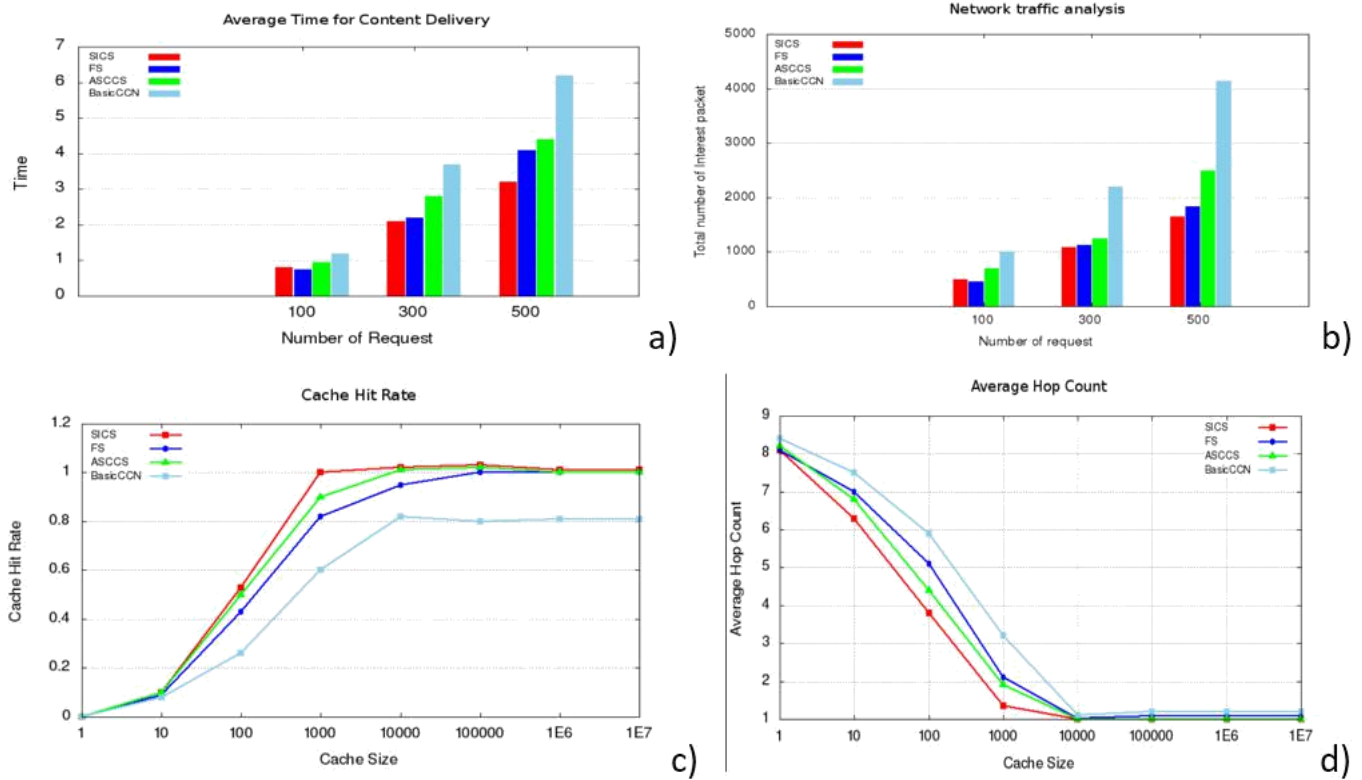 Average Time for Content Delivery
SICS
FS
ASCCS
BasicCCN
7
6
5
4
3
2
1
0
Time
100 300 500
Number of Request
a)
Network traffic analysis
SICS
FS
ASCCS
BasicCCN
5000
4000
3000
2000
1000
0
Total number of Interest packet
100 300 500
Number of request
b)
Cache Hit Rate
SICS
FS
ASCCS
BasicCCN
1.2
1
0.8
0.6
0.4
0.2
0
Cache Hit Rate
1 10 100 1000 10000 100000 1E6 1E7
Cache Size
c)
Average Hop Count
SICS
FS
ASCCS
BasicCCN
9
8
7
6
5
4
3
2
1
Average Hop Count
1 10 100 1000 10000 100000 1E6 1E7
Cache Size
d)